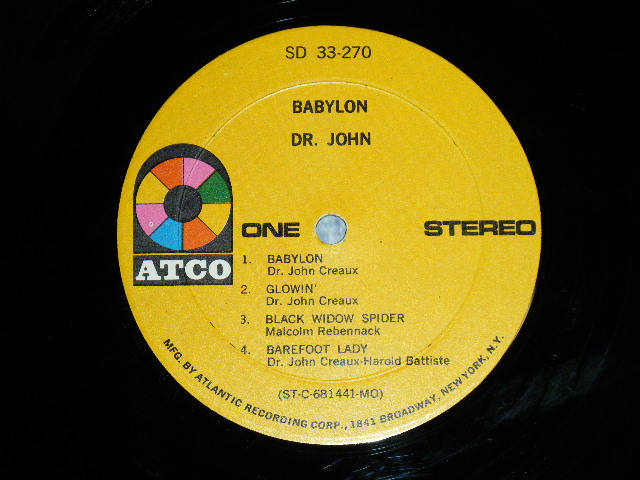 SD 33-270
BABYLON
DR. JOHN
ATCO
ONE
STEREO
1. BABYLON
Dr. John Creaux
2. GLOWIN'
Dr. John Creaux
3. BLACK WIDOW SPIDER
Malcolm Rebennack
4. BAREFOOT LADY
Dr. John Creaux-Harold Battiste
(ST-C-681441-MO)
MFG. BY ATLANTIC RECORDING CORP., 1841 BROADWAY, NEW YORK, N.Y.